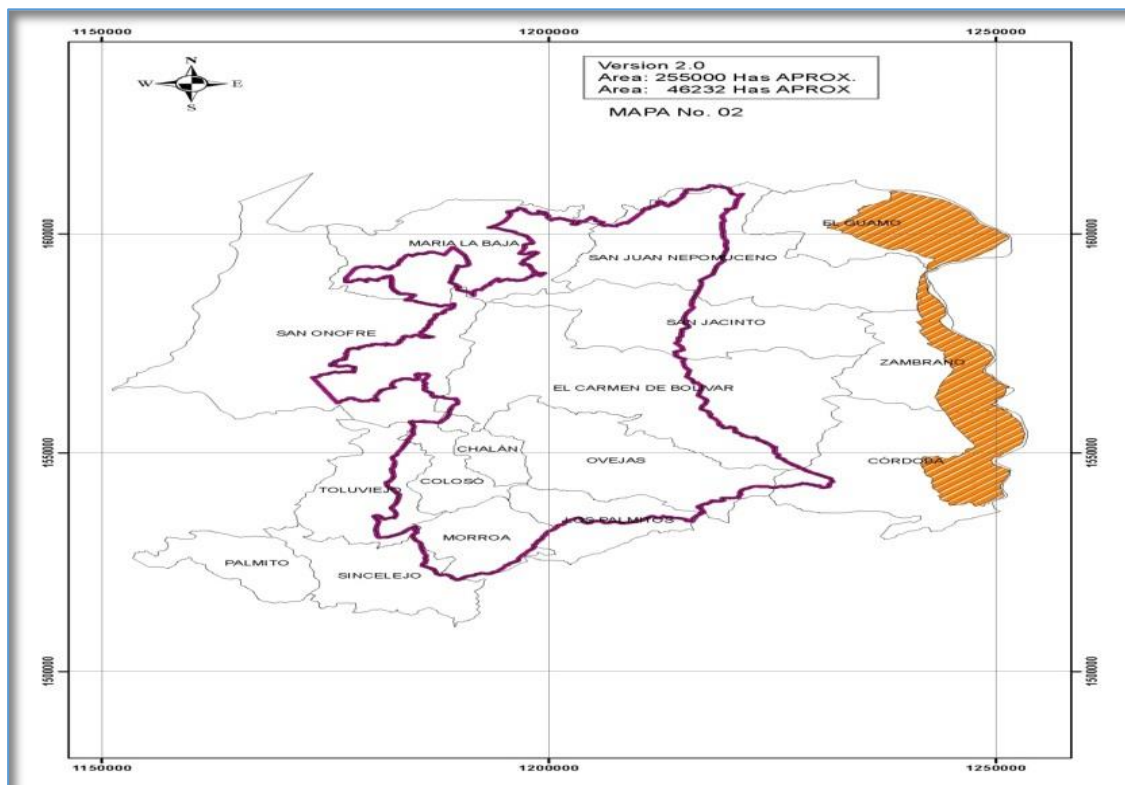 1150000
1200000
1250000
N
W E
S
Version 2.0
Area: 255000 Has APROX.
Area: 46232 Has APROX
MAPA No. 02
1600000
1600000
EL GUAMO
MARIA LA BAJA
SAN JUAN NEPOMUCENO
SAN ONOFRE
SAN JACINTO
ZAMBRANO
EL CARMEN DE BOLIVAR
1550000
1550000
CHALÁN
OVEJAS
CÓRDOBA
COLOSÓ
TOLUVIEJO
LOS PALMITOS
MORROA
PALMITO
SINCELEJO
1500000
1500000
1150000
1200000
1250000